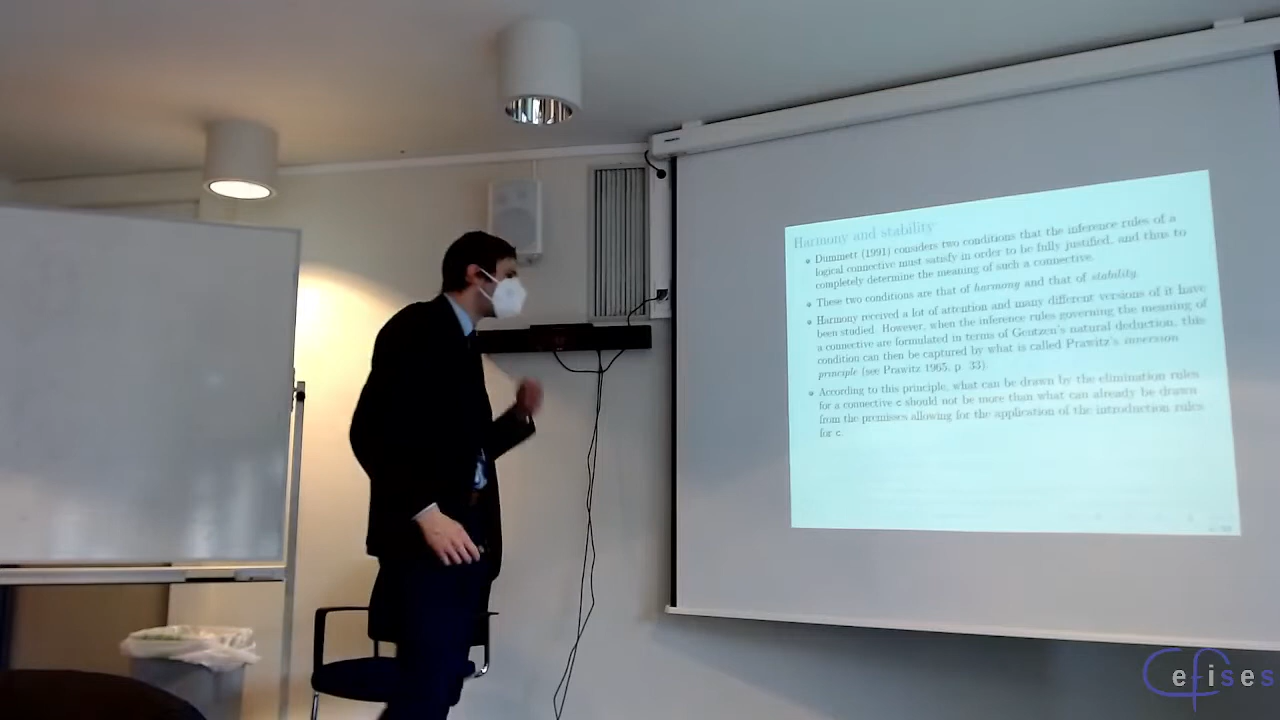 Harmony and stability
Dummett (1991) considers two conditions that the inference rules of a
logical connective must satisfy in order to be fully justified, and thus to
completely determine the meaning of such a connective.
These two conditions are that of harmony and that of stability.
Harmony received a lot of attention and many different versions of it have
been studied. However, when the inference rules governing the meaning of
a connective are formulated in terms of Gentzen's natural deduction, this
condition can then be captured by what is called Prawitz's inversion
principle (see Prawitz 1965, p. 33).
According to this principle, what can be drawn by the elimination rules
for a connective c should not be more than what can already be drawn
from the premises allowing for the application of the introduction rules
for c.
Cefises